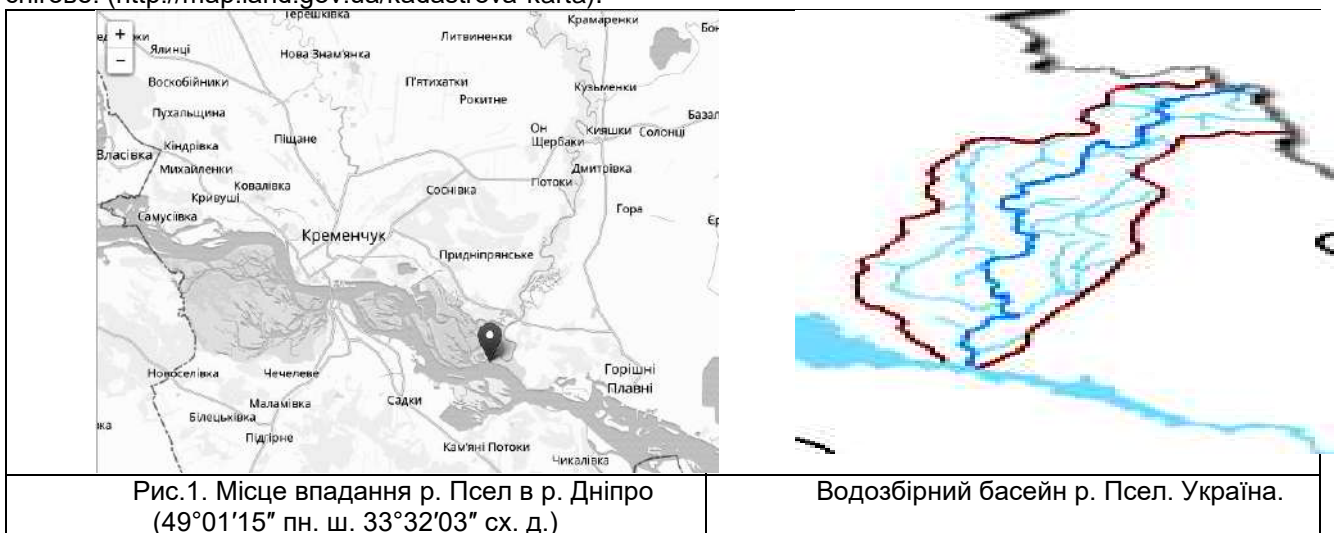 снігове. (http://map.land.gov.ua/kadastrova-karta).
+
−
Терешківка
Крамаренки
Ялинці
Нова Знам'янка
Литвиненки
Воскобійники
П'ятихатки
Рокитне
Кузьменки
Пухальщина
Піщане
Он
Щербаки
Кияшки
Солонці
Власівка
Кіндрівка
Михайленки
Ковалівка
Кривуші
Соснівка
Потоки
Дмитрівка
Самусіївка
Гора
Кременчук
Придніпрянське
Новоселівка
Чечелеве
Горішні
Плавні
Маламівка
Садки
Білецьківка
Підгірне
Кам'яні Потоки
Чикалівка
Рис.1. Місце впадання р. Псел в р. Дніпро
(49°01′15″ пн. ш. 33°32′03″ сх. д.)
Водозбірний басейн р. Псел. Україна.